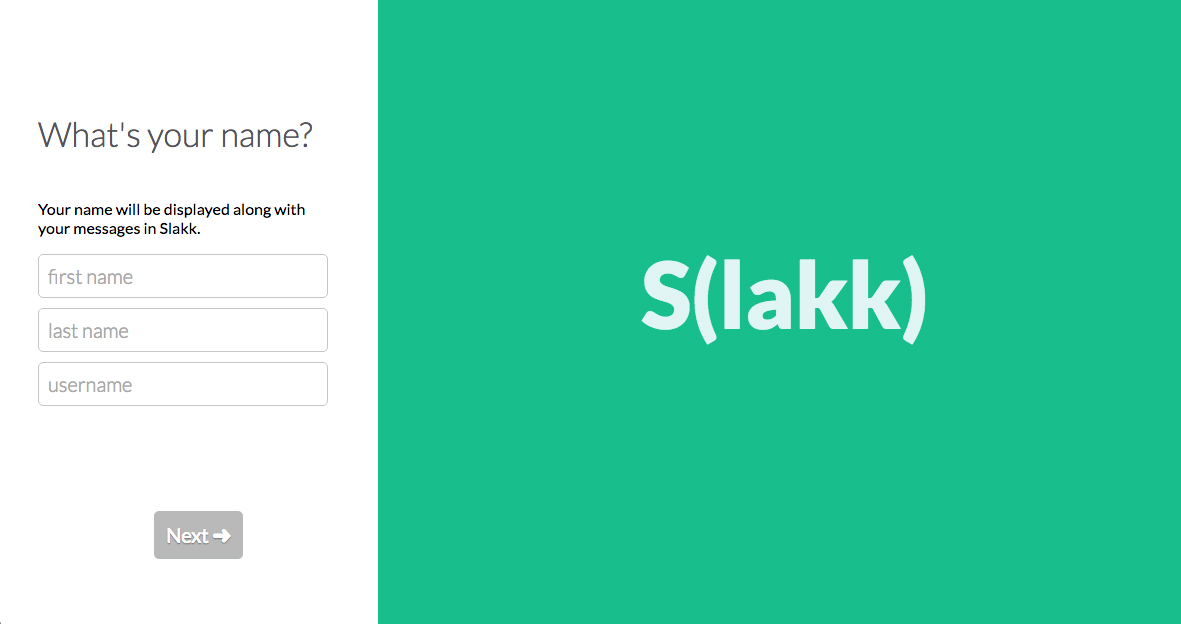 What's your name?
Your name will be displayed along with
your messages in Slakk.
first name
last name
username
Next ➜
S(lakk)